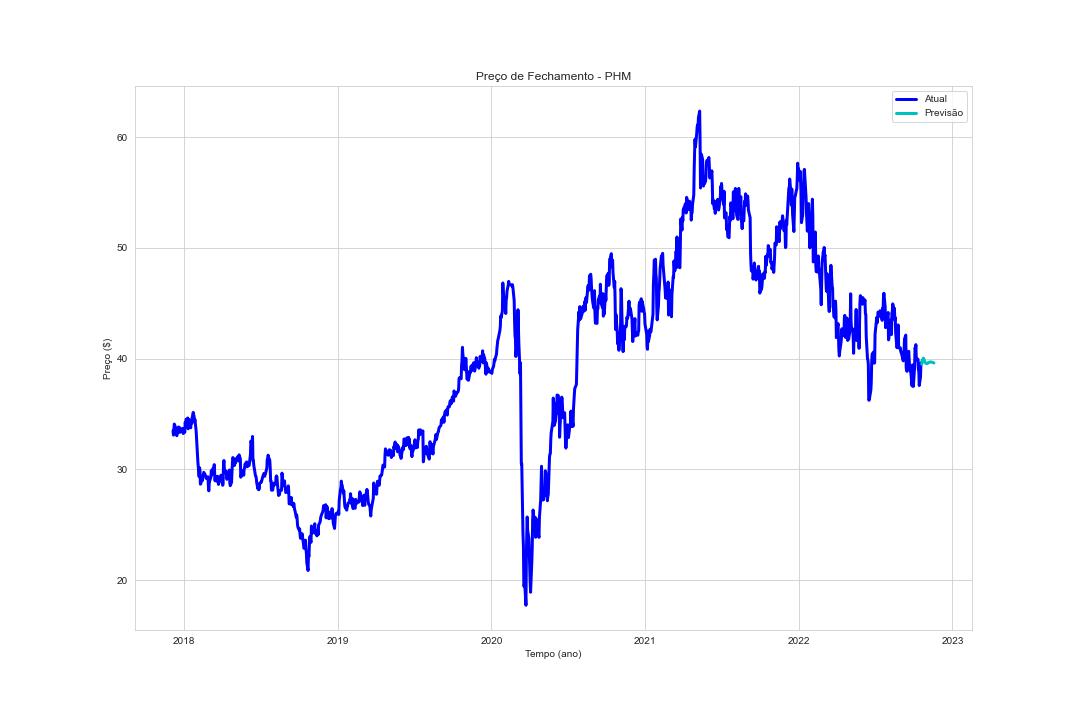 Preço de Fechamento - PHM
Atual
Previsão
60
50
40
30
20
Preço ($)
2018 2019 2020 2021 2022 2023
Tempo (ano)